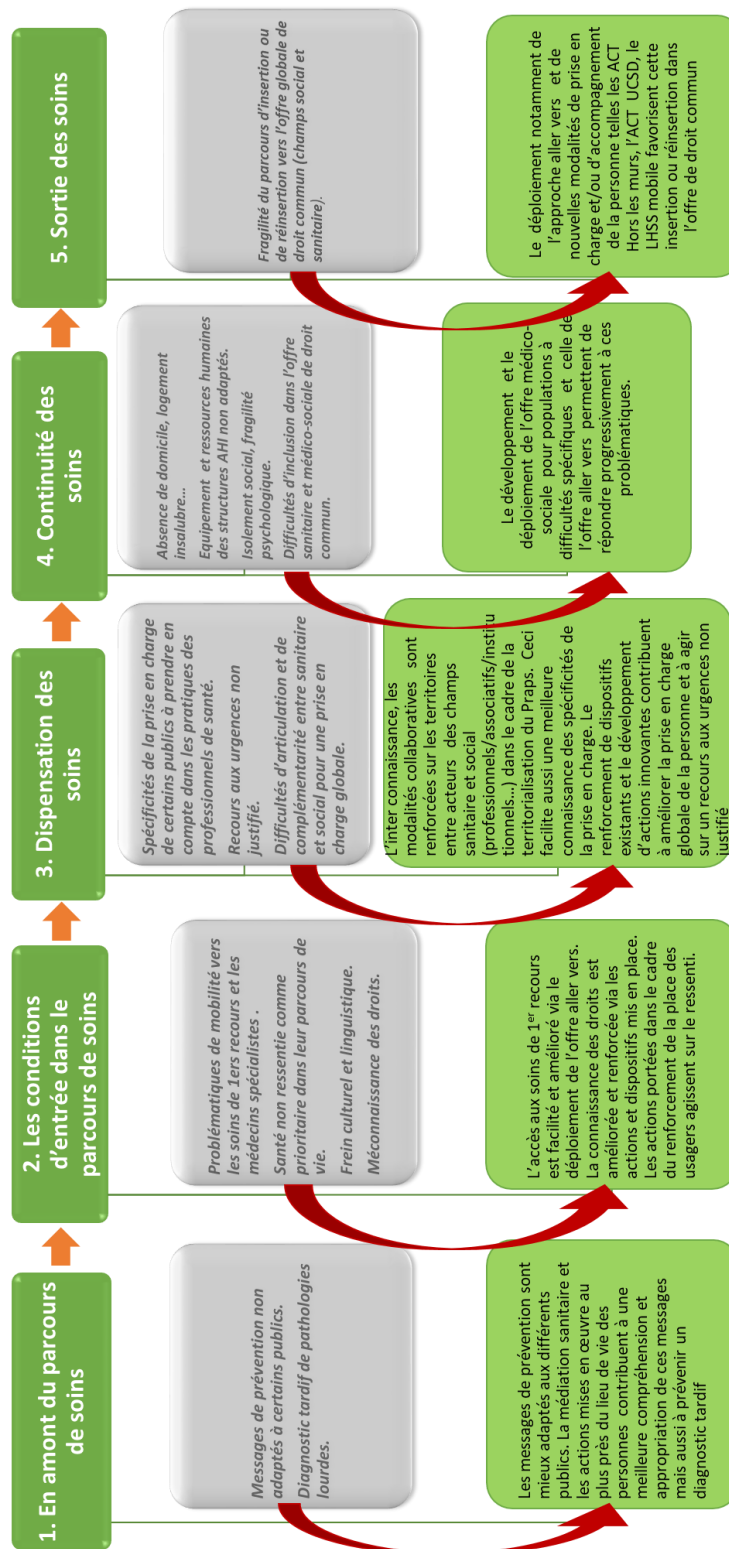 1. En amont du parcours
de soins
Messages de prévention non
adaptés à certains publics.
Diagnostic tardif de pathologies
lourdes.
Les messages de prévention sont
mieux adaptés aux différents
publics. La médiation sanitaire et
les actions mises en œuvre au
plus près du lieu de vie des
personnes contribuent à une
meilleure compréhension et
appropriation de ces messages
mais aussi à prévenir un
diagnostic tardif
2. Les conditions
d'entrée dans le
parcours de soins
Problématiques de mobilité vers
les soins de 1ers recours et les
médecins spécialistes .
Santé non ressentie comme
prioritaire dans leur parcours de
vie.
Frein culturel et linguistique.
Méconnaissance des droits.
L'accès aux soins de 1er recours
est facilité et amélioré via le
déploiement de l'offre aller vers.
La connaissance des droits est
améliorée et renforcée via les
actions et dispositifs mis en place.
Les actions portées dans le cadre
du renforcement de la place des
usagers agissent sur le ressenti.
3. Dispensation des
soins
Spécificités de la prise en charge
de certains publics à prendre en
compte dans les pratiques des
professionnels de santé.
Recours aux urgences non
justifié.
Difficultés d'articulation et de
complémentarité entre sanitaire
et social pour une prise en
charge globale.
L'inter connaissance, les
modalités collaboratives sont
renforcées sur les territoires
entre acteurs des champs
sanitaire et social
(professionnels/associatifs/institu
tionnels...) dans le cadre de la
territorialisation du Praps. Ceci
facilite aussi une meilleure
connaissance des spécificités de
la prise en charge. Le
renforcement de dispositifs
existants et le développement
d'actions innovantes contribuent
à améliorer la prise en charge
globale de la personne et à agir
sur un recours aux urgences non
justifié
4. Continuité des
soins
Absence de domicile, logement
insalubre...
Equipement et ressources humaines
des structures AHI non adaptés.
Isolement social, fragilité
psychologique.
Difficultés d'inclusion dans l'offre
sanitaire et médico-sociale de droit
commun.
Le développement et le
déploiement de l'offre médico-
sociale pour populations à
difficultés spécifiques et celle de
l'offre aller vers permettent de
répondre progressivement à ces
problématiques.
5. Sortie des soins
Fragilité du parcours d'insertion ou
de réinsertion vers l'offre globale de
droit commun (champs social et
sanitaire).
Le déploiement notamment de
l'approche aller vers et de
nouvelles modalités de prise en
charge et/ou d'accompagnement
de la personne telles les ACT
Hors les murs, l'ACT UCSD, le
LHSS mobile favorisent cette
insertion ou réinsertion dans
l'offre de droit commun